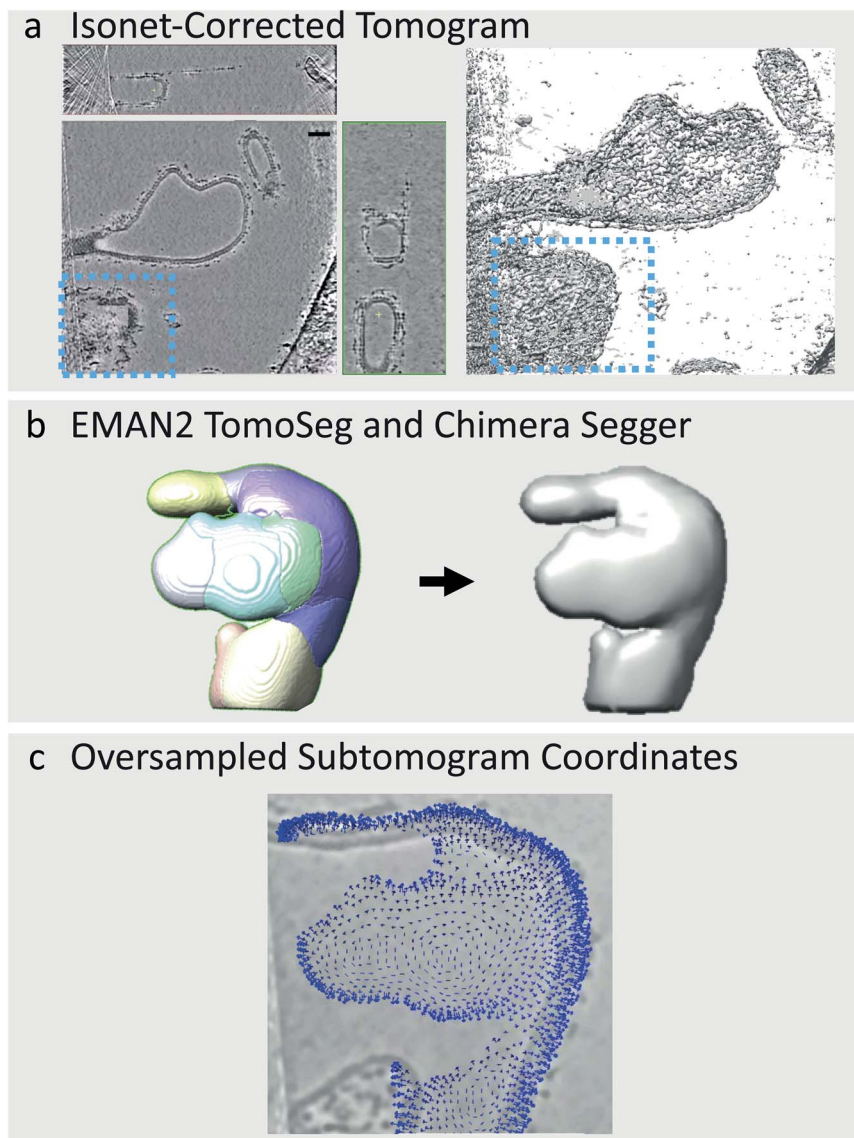 a Isonet-Corrected Tomogram
b EMAN2 TomoSeg and Chimera Segger
c Oversampled Subtomogram Coordinates